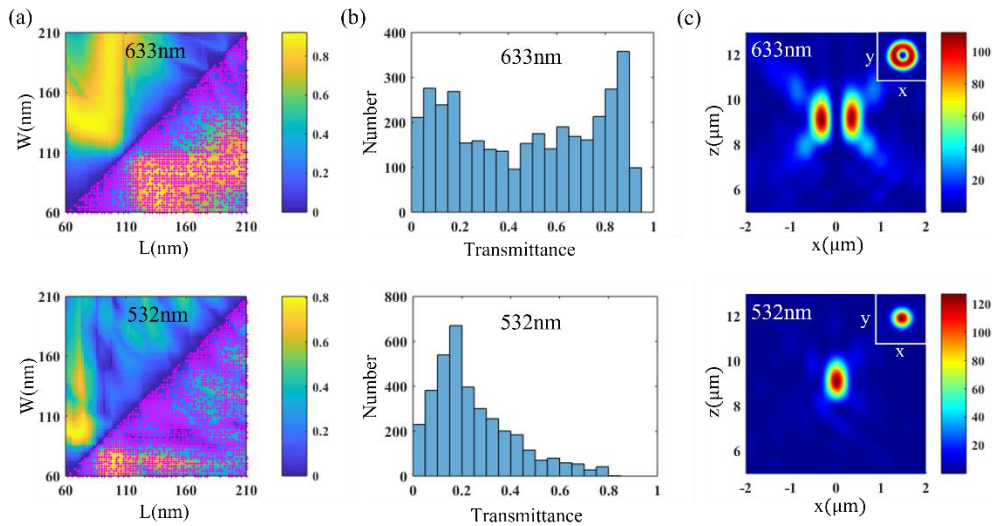 (a)
210
160
110
60
W(nm)
633nm
60 110 160 210
L(nm)
0.8
0.6
0.4
0.2
0
(b)
400
300
200
100
0
Number
633nm
0 0.2 0.4 0.6 0.8 1
Transmittance
(c)
633nm
y
x
12
10
8
6
z(μm)
-2 -1 0 1 2
x(μm)
100
80
60
40
20
210
160
110
60
W(nm)
532nm
60 110 160 210
L(nm)
0.8
0.6
0.4
0.2
0
800
600
400
200
0
Number
532nm
0 0.2 0.4 0.6 0.8 1
Transmittance
532nm
y
x
12
10
8
6
z(μm)
-2 -1 0 1 2
x(μm)
120
100
80
60
40
20